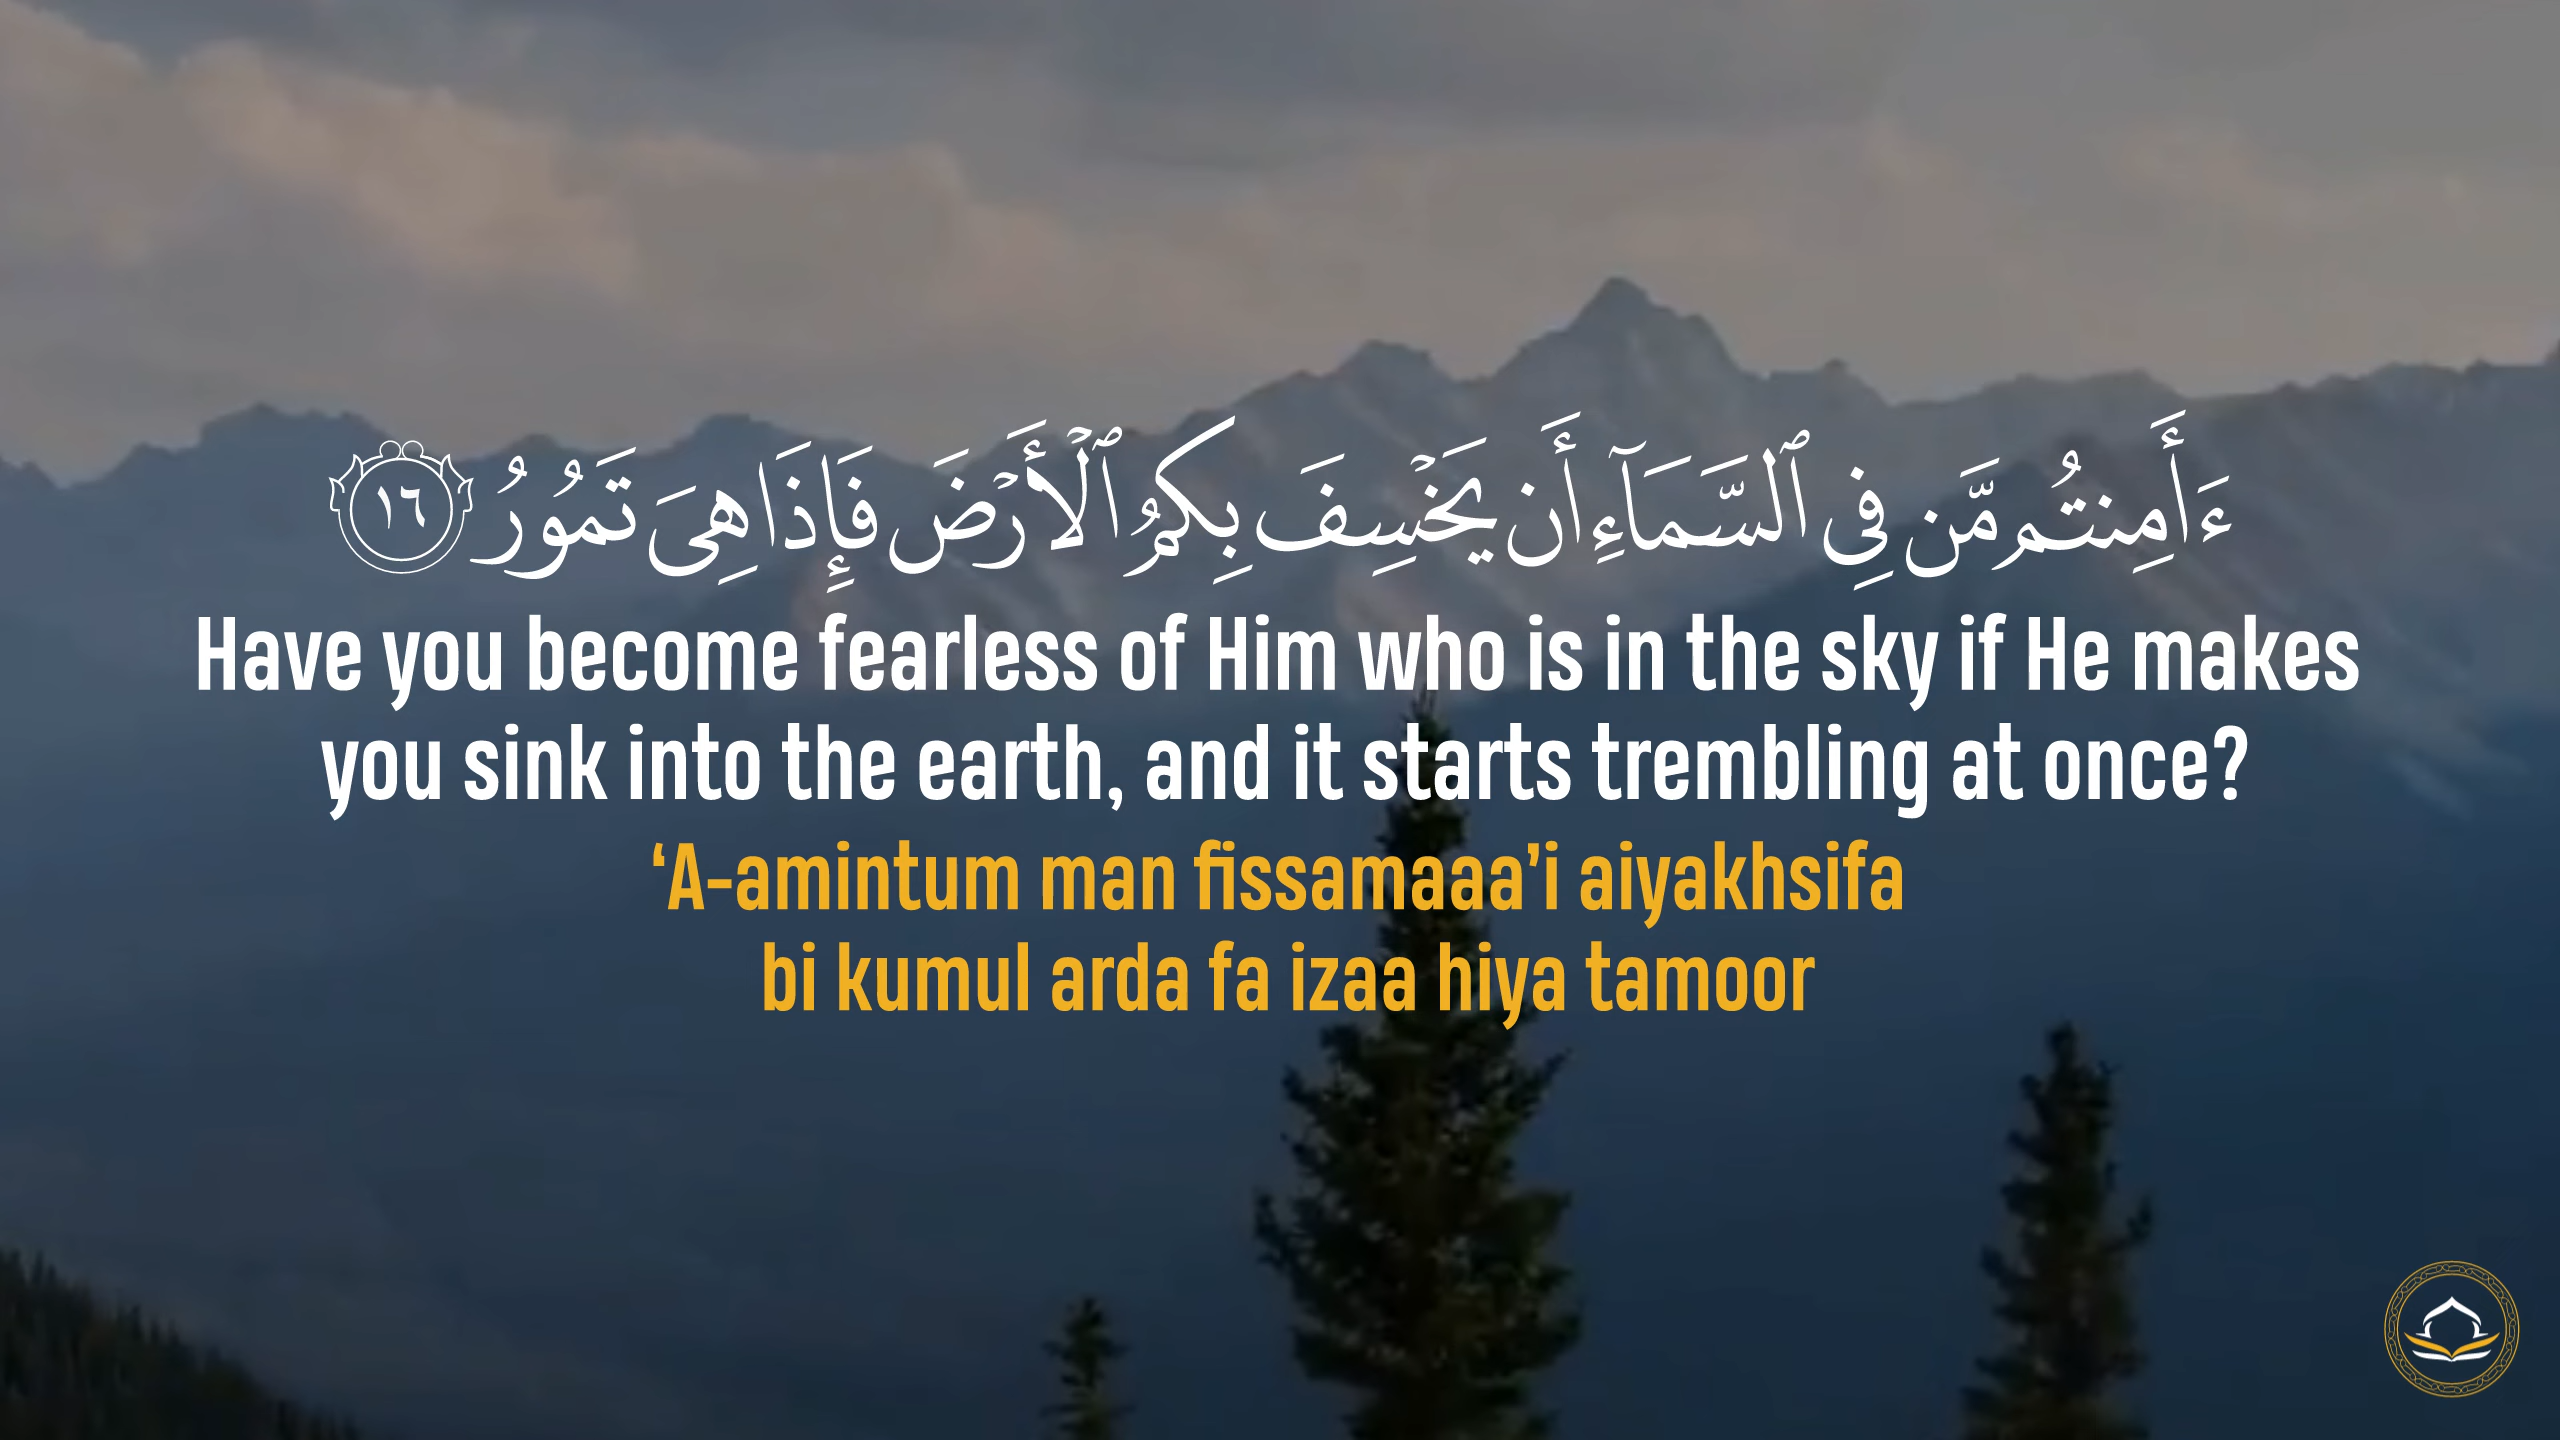 ءَأَمِنتُم مَّن فِى ٱلسَّمَآءِ أَن يَخْسِفَ بِكُمُ ٱلْأَرْضَ فَإِذَا هِىَ تَمُورُ ١٦
Have you become fearless of Him who is in the sky if He makes
you sink into the earth, and it starts trembling at once?
‘A-amintum man fissamaaa’i aiyakhsifa
bi kumul arda fa izaa hiya tamoor